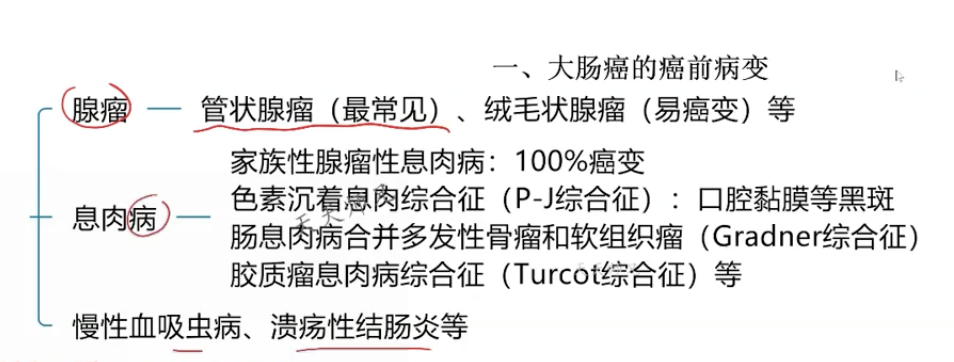 一、大肠癌的癌前病变
腺瘤 管状腺瘤（最常见）、绒毛状腺瘤（易癌变）等
家族性腺瘤性息肉病：100%癌变
色素沉着息肉综合征（P-J综合征）：口腔黏膜等黑斑
息肉病
肠息肉病合并多发性骨瘤和软组织瘤（Gradner综合征）
胶质瘤息肉病综合征（Turcot综合征）等
慢性血吸虫病、溃疡性结肠炎等